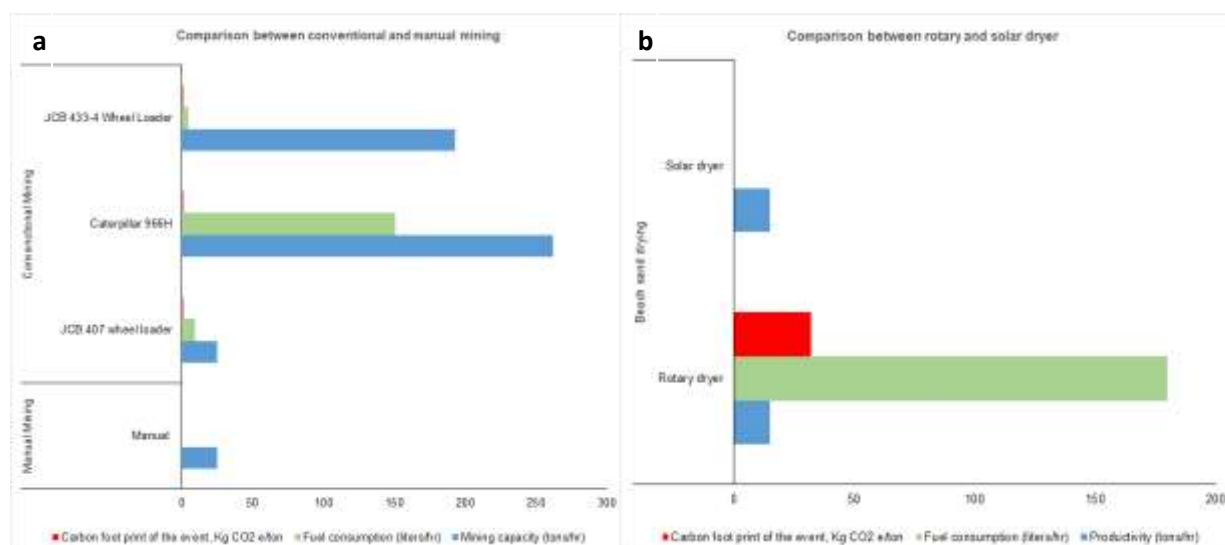 a
Comparison between conventional and manual mining
Conventional Mining
JCB 433-4 Wheel Loader
Caterpillar 966H
JCB 407 wheel loader
Manual Mining
Manual
0 50 100 150 200 250 300
Carbon foot print of the event, Kg CO2 e/ton Fuel consumption (liters/hr) Mining capacity (tons/hr)
b
Comparison between rotary and solar dryer
Beach sand drying
Solar dryer
Rotary dryer
0 50 100 150 200
Carbon foot print of the event, Kg CO2 e/ton Fuel consumption (liters/hr) Productivity (tons/hr)